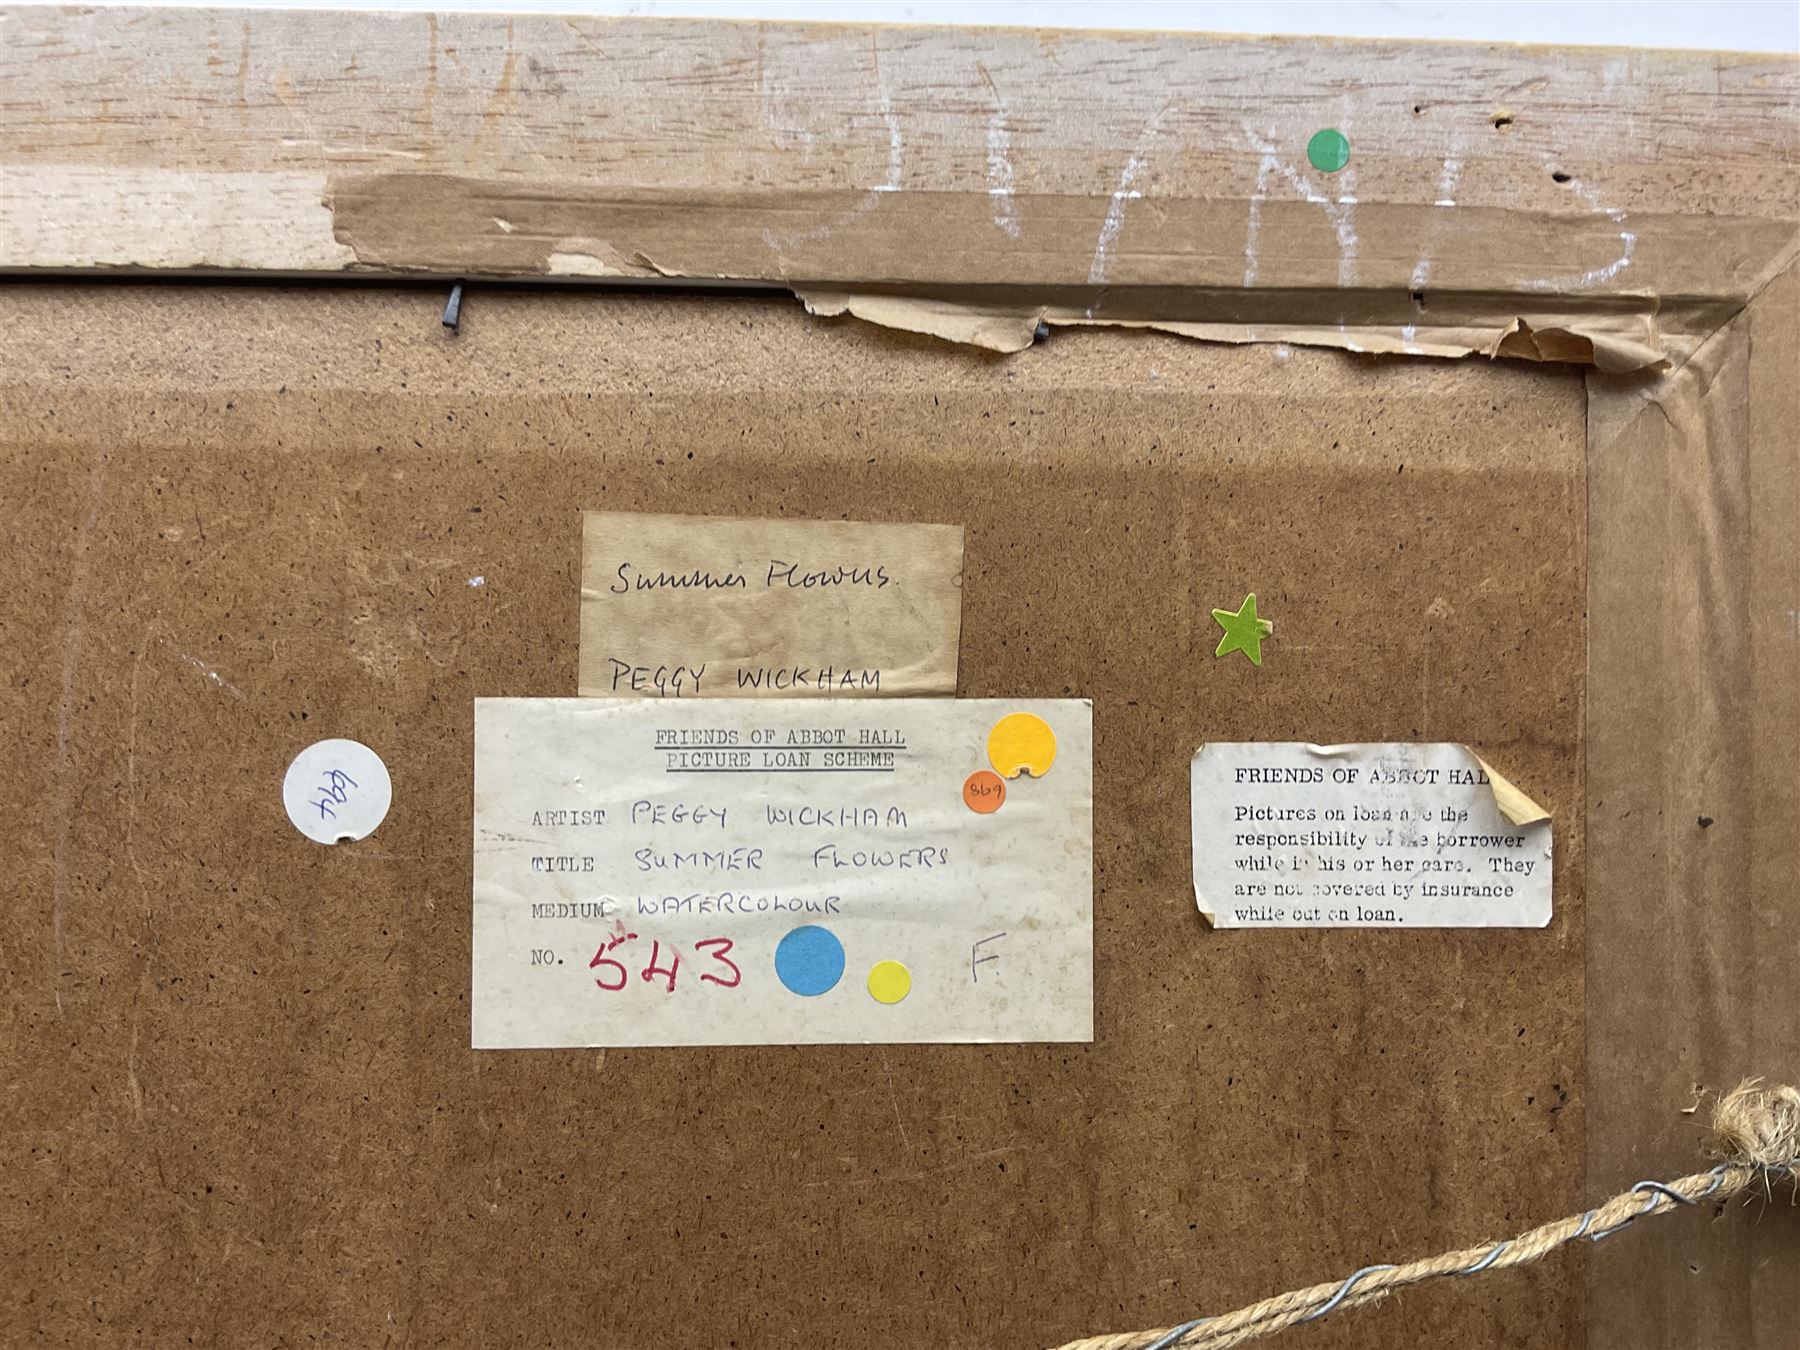 Summer Flowers.
PEGGY WICKHAM
FRIENDS OF ABBOT HALL
PICTURE LOAN SCHEME
869
ARTIST PEGGY WICKHAM
TITLE SUMMER FLOWERS
MEDIUM WATERCOLOUR
NO. 543 F.
694
FRIENDS OF ABBOT HAL
Pictures on loan are the
responsibility of the borrower
while in his or her care. They
are not covered by insurance
while out on loan.